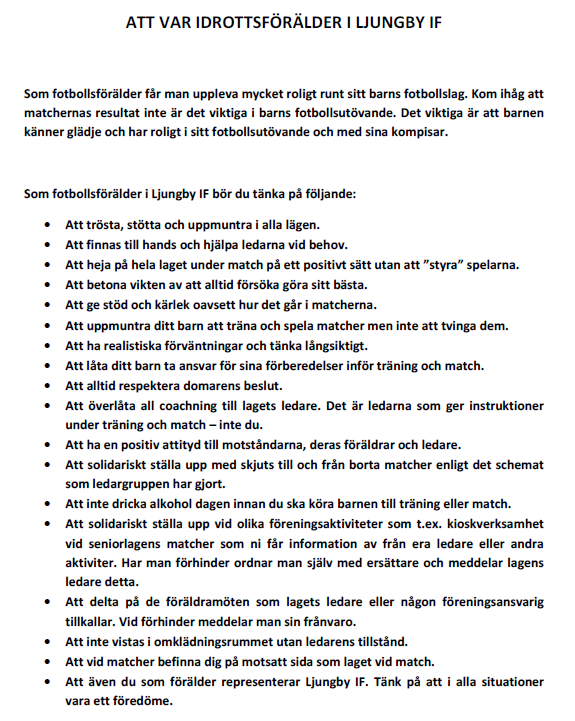 ATT VAR IDROTTSFÖRÄLDER I LJUNGBY IF
Som fotbollsförälder får man uppleva mycket roligt runt sitt barns fotbollslag. Kom ihåg att
matchernas resultat inte är det viktiga i barns fotbollsutövande. Det viktiga är att barnen
känner glädje och har roligt i sitt fotbollsutövande och med sina kompisar.
Som fotbollsförälder i Ljungby IF bör du tänka på följande:
• Att trösta, stötta och uppmuntra i alla lägen.
• Att finnas till hands och hjälpa ledarna vid behov.
• Att heja på hela laget under match på ett positivt sätt utan att ”styra” spelarna.
• Att betona vikten av att alltid försöka göra sitt bästa.
• Att ge stöd och kärlek oavsett hur det går i matcherna.
• Att uppmuntra ditt barn att träna och spela matcher men inte att tvinga dem.
• Att ha realistiska förväntningar och tänka långsiktigt.
• Att låta ditt barn ta ansvar för sina förberedelser inför träning och match.
• Att alltid respektera domarens beslut.
• Att överlåta all coachning till lagets ledare. Det är ledarna som ger instruktioner
under träning och match – inte du.
• Att ha en positiv attityd till motståndarna, deras föräldrar och ledare.
• Att solidariskt ställa upp med skjuts till och från borta matcher enligt det schemat
som ledargruppen har gjort.
• Att inte dricka alkohol dagen innan du ska köra barnen till träning eller match.
• Att solidariskt ställa upp vid olika föreningsaktiviteter som t.ex. kioskverksamhet
vid seniorlagens matcher som ni får information av från era ledare eller andra
aktiviter. Har man förhinder ordnar man själv med ersättare och meddelar lagens
ledare detta.
• Att delta på de föräldramöten som lagets ledare eller någon föreningsansvarig
tillkallar. Vid förhinder meddelar man sin frånvaro.
• Att inte vistas i omklädningsrummet utan ledarens tillstånd.
• Att vid matcher befinna dig på motsatt sida som laget vid match.
• Att även du som förälder representerar Ljungby IF. Tänk på att i alla situationer
vara ett föredöme.